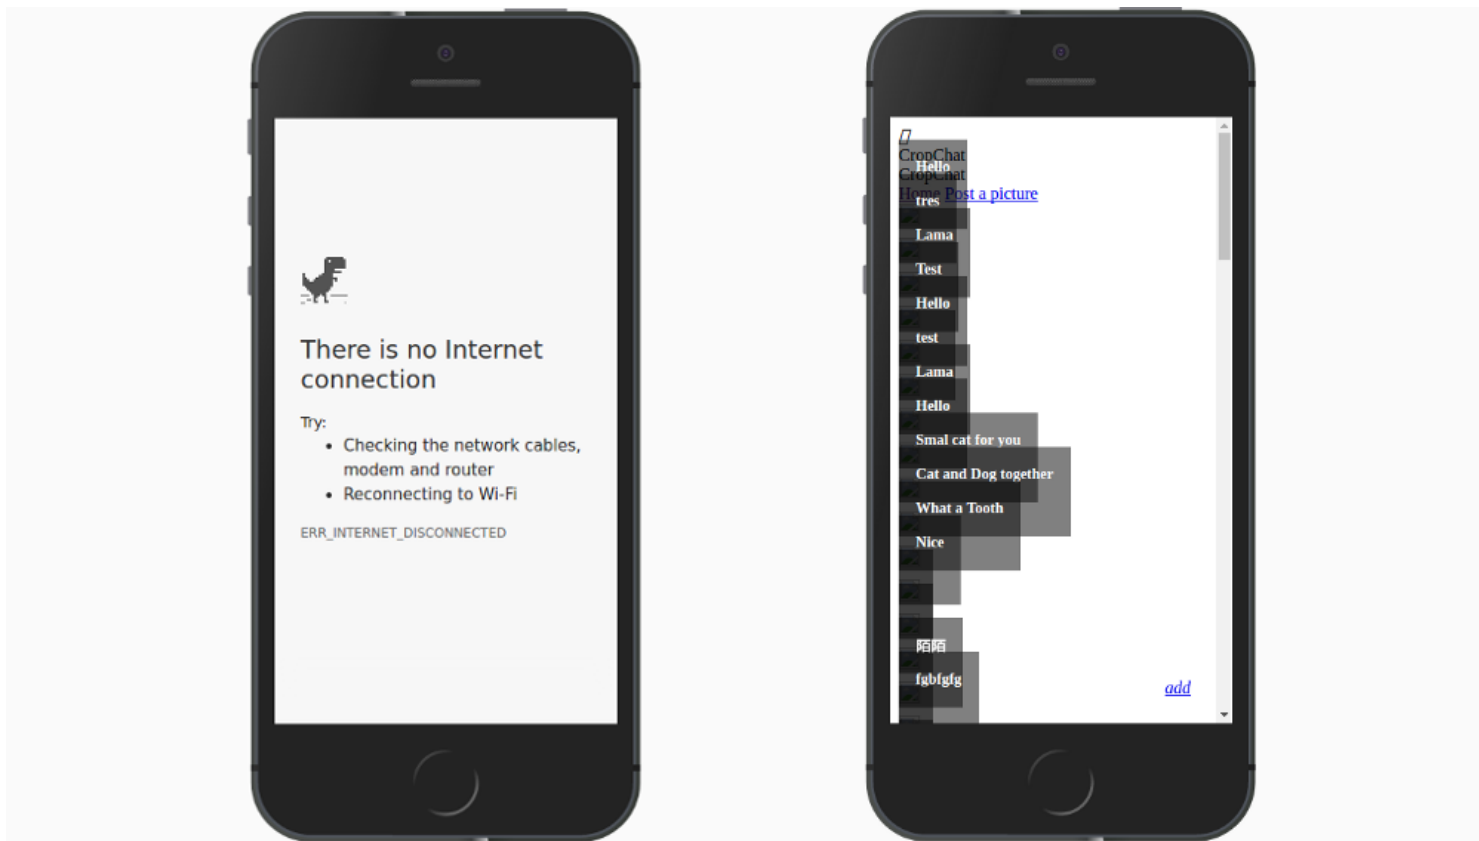 There is no Internet
connection
Try:
• Checking the network cables,
modem and router
• Reconnecting to Wi-Fi
ERR_INTERNET_DISCONNECTED
CropChat
Hello
CropChat
Home Post a picture
tres
Lama
Test
Hello
test
Lama
Hello
Smal cat for you
Cat and Dog together
What a Tooth
Nice
陌陌
fgbfgfg
add